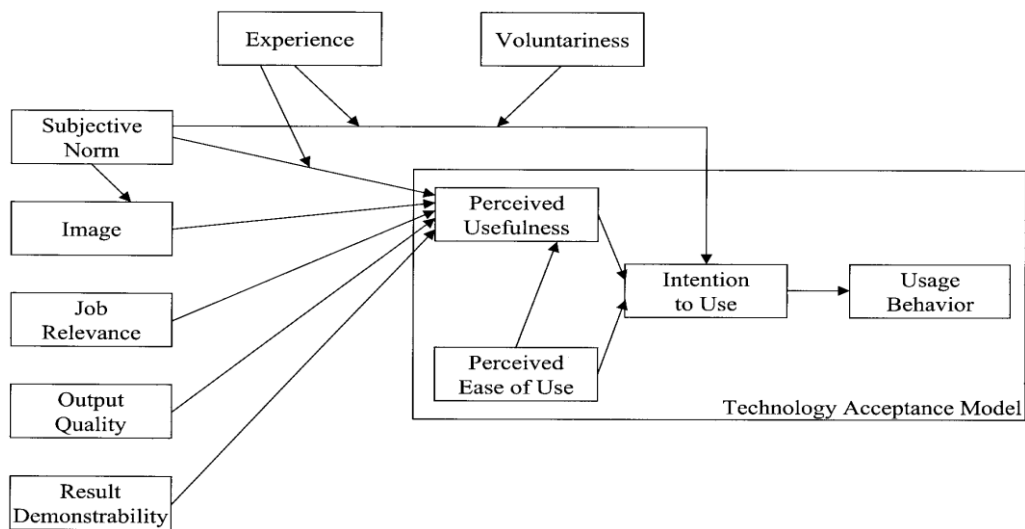 Experience
Voluntariness
Subjective
Norm
Image
Job
Relevance
Output
Quality
Result
Demonstrability
Perceived
Usefulness
Perceived
Ease of Use
Intention
to Use
Usage
Behavior
Technology Acceptance Model